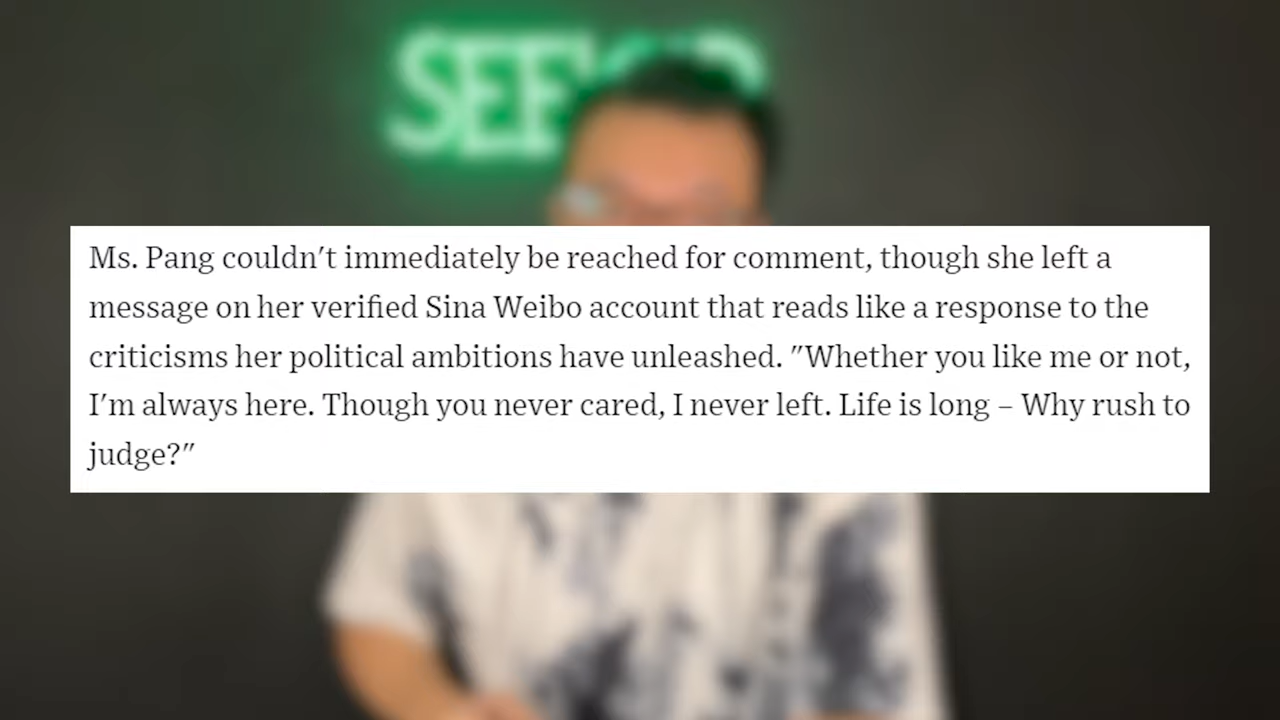 SEE
Ms. Pang couldn't immediately be reached for comment, though she left a
message on her verified Sina Weibo account that reads like a response to the
criticisms her political ambitions have unleashed. "Whether you like me or not,
I'm always here. Though you never cared, I never left. Life is long – Why rush to
judge?"